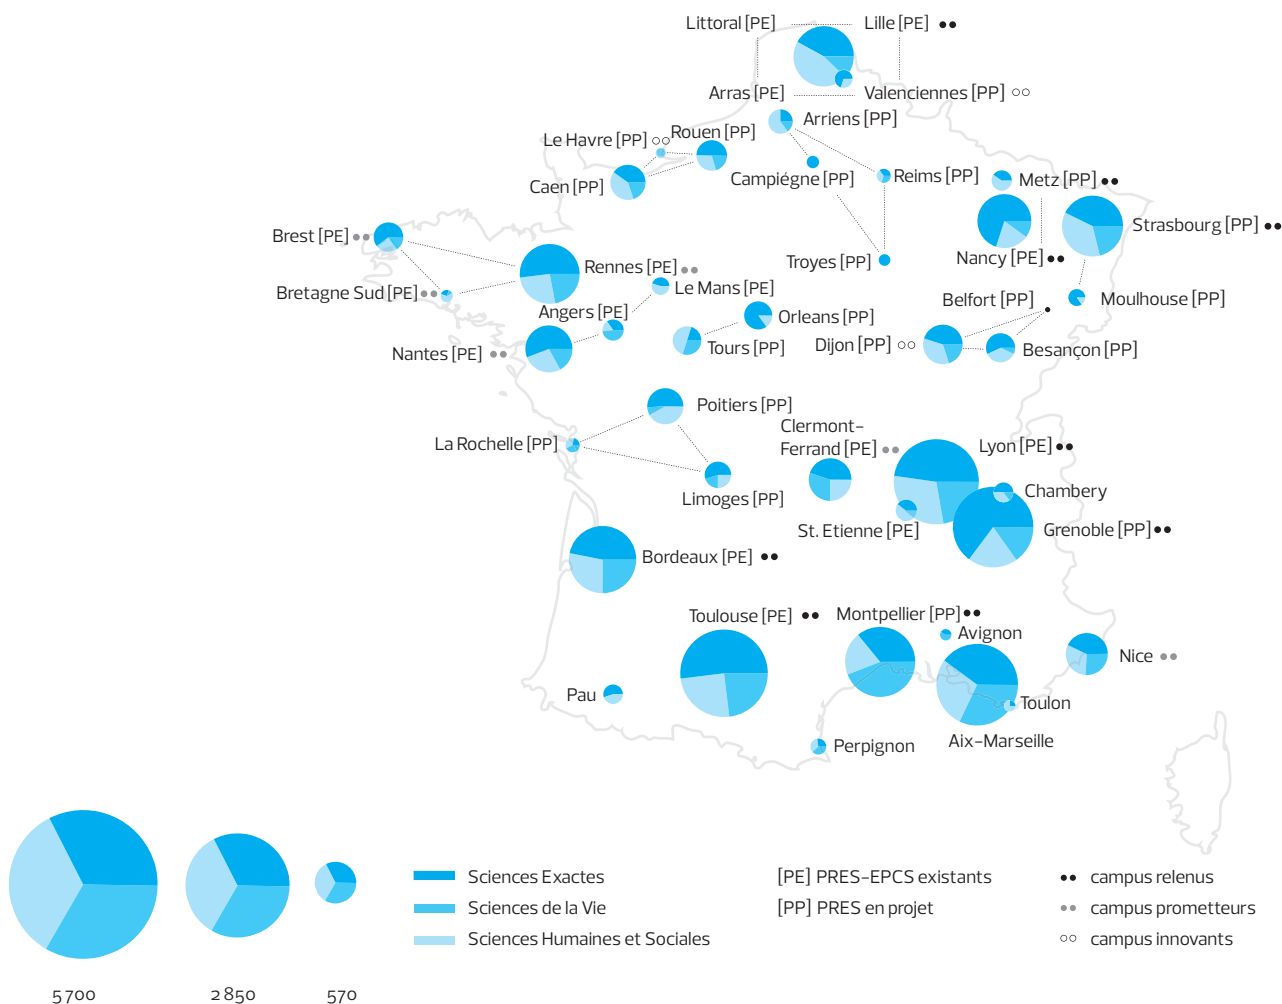 Littoral [PE]
Lille [PE]
Arras [PE]
Valenciennes [PP]
Arriens [PP]
Le Havre [PP]
Rouen [PP]
Caen [PP]
Campiégne [PP]
Reims [PP]
Metz [PP]
Strasbourg [PP]
Brest [PE]
Rennes [PE]
Troyes [PP]
Nancy [PE]
Bretagne Sud [PE]
Le Mans [PE]
Belfort [PP]
Moulhouse [PP]
Angers [PE]
Orleans [PP]
Nantes [PE]
Tours [PP]
Dijon [PP]
Besançon [PP]
Poitiers [PP]
La Rochelle [PP]
Clermont-
Ferrand [PE]
Lyon [PE]
Limoges [PP]
Chambery
St. Etienne [PE]
Grenoble [PP]
Bordeaux [PE]
Toulouse [PE]
Montpellier [PP]
Avignon
Nice
Pau
Toulon
Perpignon
Aix-Marseille
Sciences Exactes
Sciences de la Vie
Sciences Humaines et Sociales
[PE] PRES-EPCS existants
[PP] PRES en projet
campus relenus
campus prometteurs
campus innovants
5700
2850
570